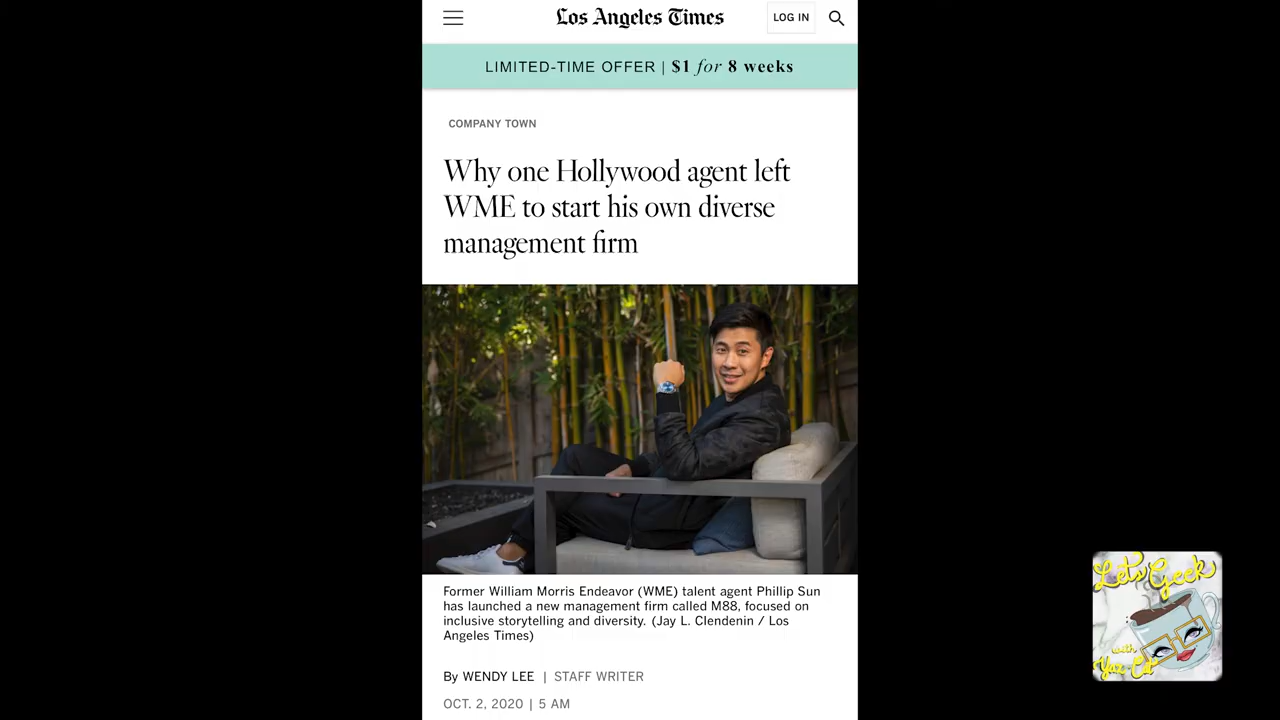 Los Angeles Times
LOG IN
LIMITED-TIME OFFER | $1 for 8 weeks
COMPANY TOWN
Why one Hollywood agent left
WME to start his own diverse
management firm
Former William Morris Endeavor (WME) talent agent Phillip Sun
has launched a new management firm called M88, focused on
inclusive storytelling and diversity. (Jay L. Clendenin / Los
Angeles Times)
By WENDY LEE | STAFF WRITER
OCT. 2, 2020 | 5 AM
Lets Geek
with